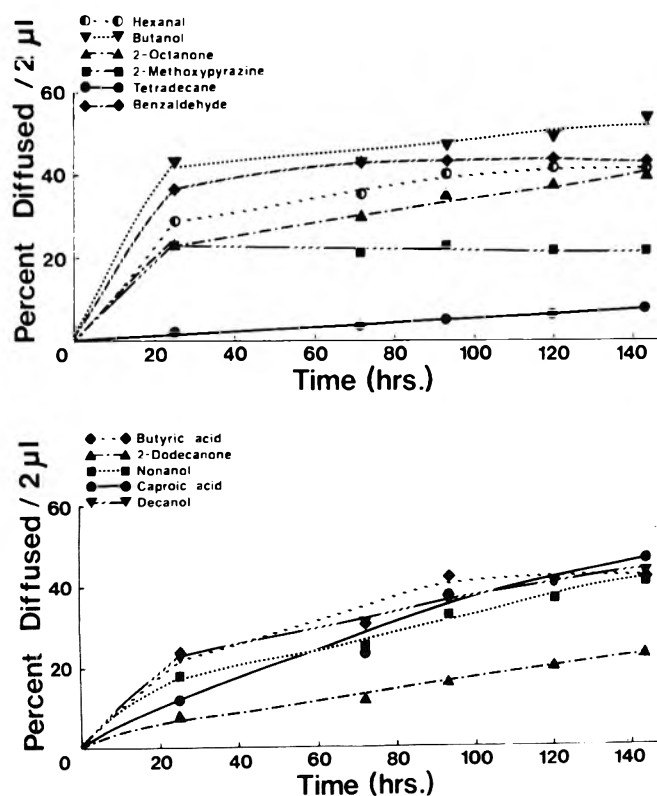 Hexanal
Butanol
2-Octanone
2-Methoxypyrazine
Tetradecane
Benzaldehyde
Percent Diffused / 2 µl
60
40
20
0 20 40 60 80 100 120 140
Time (hrs.)
Butyric acid
2-Dodecanone
Nonanol
Caproic acid
Decanol
Percent Diffused / 2 µl
60
40
20
0 20 40 60 80 100 120 140
Time (hrs.)